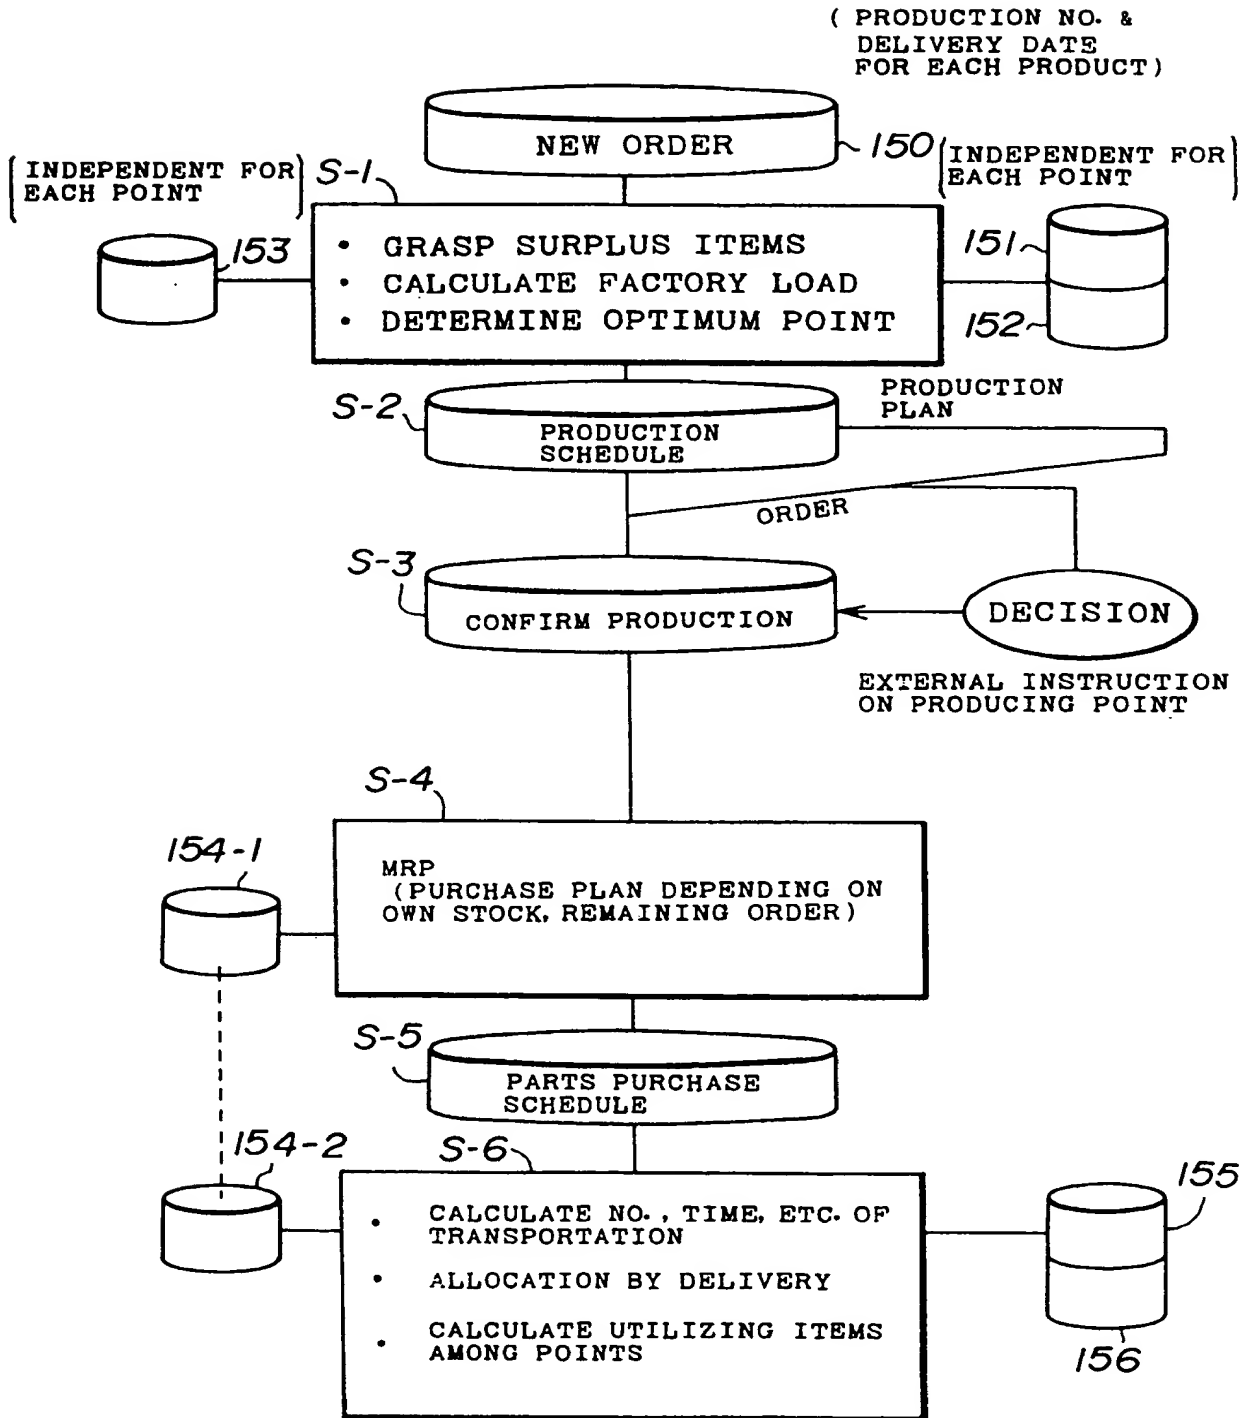 ( PRODUCTION NO. &
DELIVERY DATE
FOR EACH PRODUCT)
NEW ORDER
150
(INDEPENDENT FOR
EACH POINT)
S-1
(INDEPENDENT FOR
EACH POINT)
153
• GRASP SURPLUS ITEMS
• CALCULATE FACTORY LOAD
• DETERMINE OPTIMUM POINT
151
152
S-2
PRODUCTION
SCHEDULE
PRODUCTION
PLAN
ORDER
S-3
CONFIRM PRODUCTION
DECISION
EXTERNAL INSTRUCTION
ON PRODUCING POINT
S-4
154-1
MRP
(PURCHASE PLAN DEPENDING ON
OWN STOCK, REMAINING ORDER)
S-5
PARTS PURCHASE
SCHEDULE
154-2
S-6
• CALCULATE NO., TIME, ETC. OF
TRANSPORTATION
• ALLOCATION BY DELIVERY
• CALCULATE UTILIZING ITEMS
AMONG POINTS
155
156